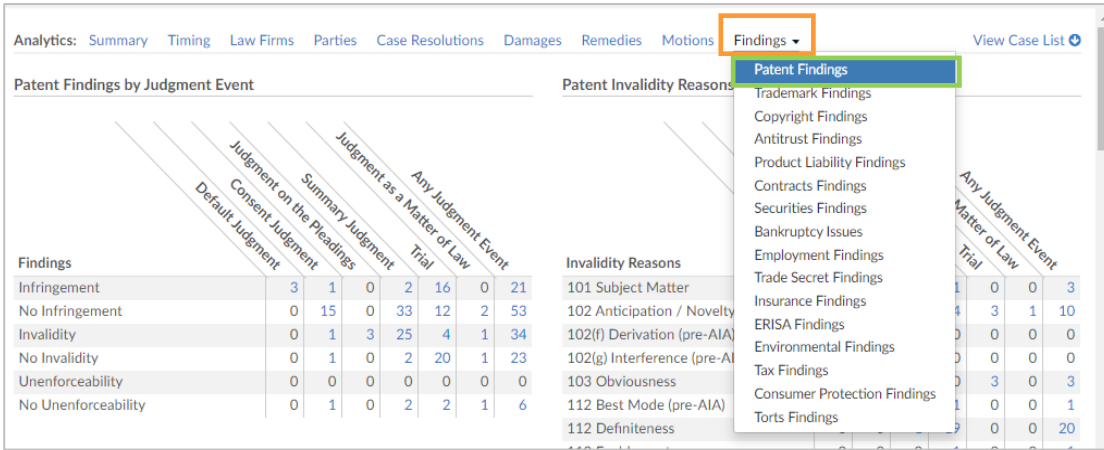 Analytics: Summary Timing Law Firms Parties Case Resolutions Damages Remedies Motions Findings View Case List
Patent Findings by Judgment Event
Default Judgment
Consent Judgment
Judgment on the Pleadings
Summary Judgment
Trial
Judgment as a Matter of Law
Any Judgment Event
Findings
Infringement 3 1 0 2 16 0 21
No Infringement 0 15 0 33 12 2 53
Invalidity 0 1 3 25 4 1 34
No Invalidity 0 1 0 2 20 1 23
Unenforceability 0 0 0 0 0 0 0
No Unenforceability 0 1 0 2 2 1 6
Patent Invalidity Reasons
Trial
Matter of Law
Any Judgment Event
Invalidity Reasons
101 Subject Matter 1 0 0 3
102 Anticipation / Novelty 4 3 1 10
102(f) Derivation (pre-AIA) 0 0 0 0
102(g) Interference (pre-AI 0 0 0 0
103 Obviousness 0 3 0 3
112 Best Mode (pre-AIA) 1 0 0 1
112 Definiteness 0 20
Patent Findings
Trademark Findings
Copyright Findings
Antitrust Findings
Product Liability Findings
Contracts Findings
Securities Findings
Bankruptcy Issues
Employment Findings
Trade Secret Findings
Insurance Findings
ERISA Findings
Environmental Findings
Tax Findings
Consumer Protection Findings
Torts Findings